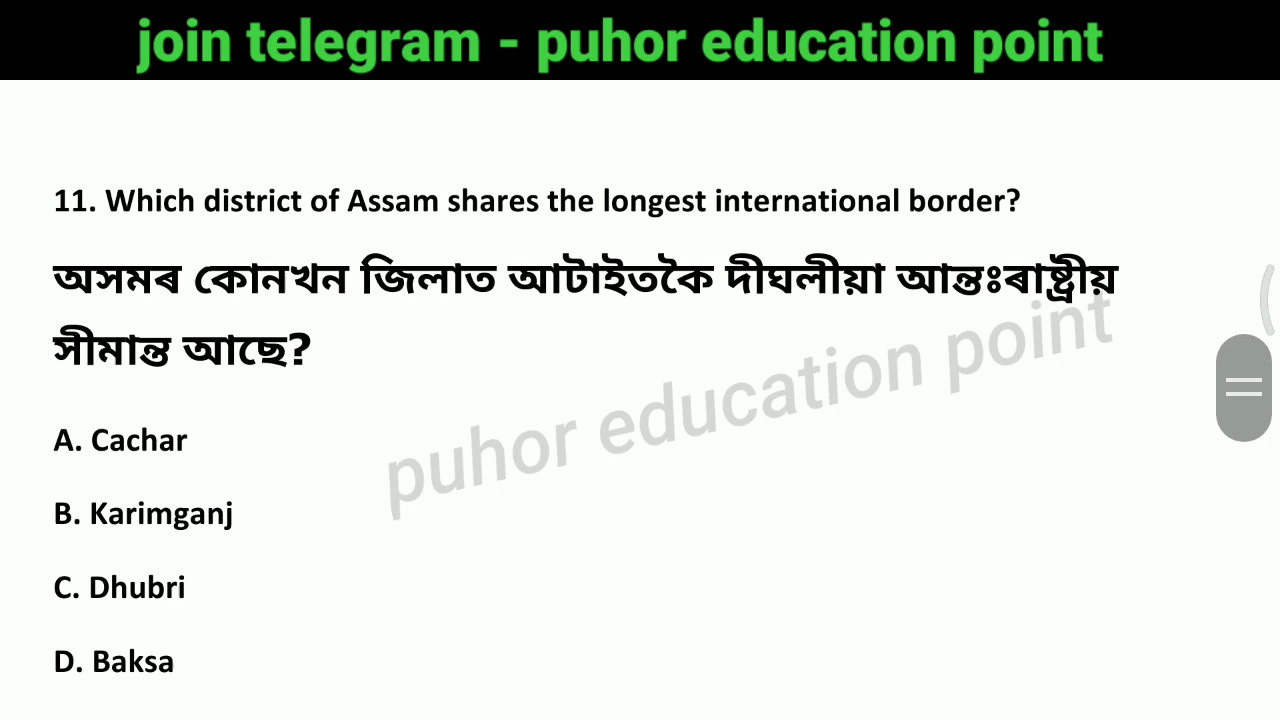 join telegram - puhor education point
11. Which district of Assam shares the longest international border?
অসমৰ কোনখন জিলাত আটাইতকৈ দীঘলীয়া আন্তঃৰাষ্ট্ৰীয়
সীমান্ত আছে?
puhor education point
A. Cachar
B. Karimganj
C. Dhubri
D. Baksa